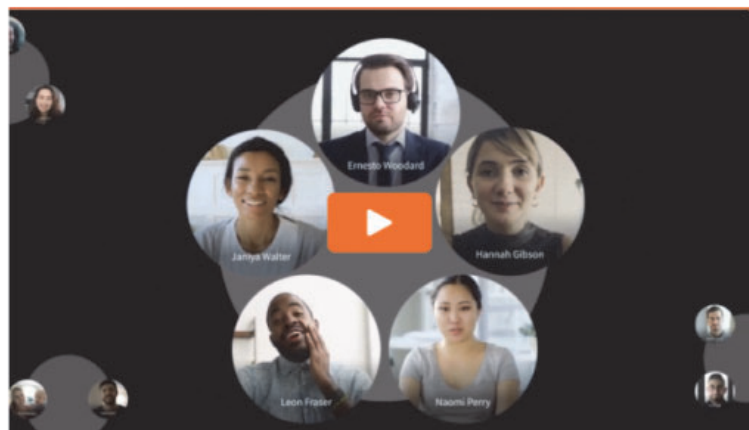 Ernesto Woodard
Jamya Walter
Hannah Gibson
Leon Fraser
Naomi Perry